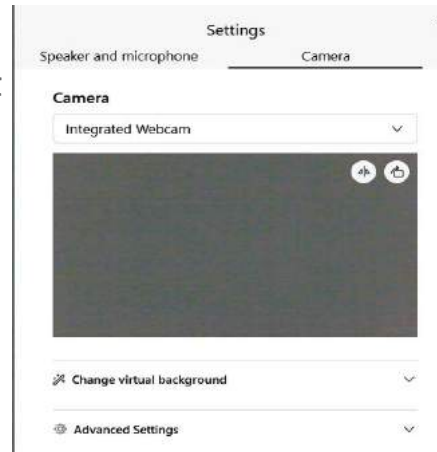 Settings
Speaker and microphone Camera
Camera
Integrated Webcam
Change virtual background
Advanced Settings